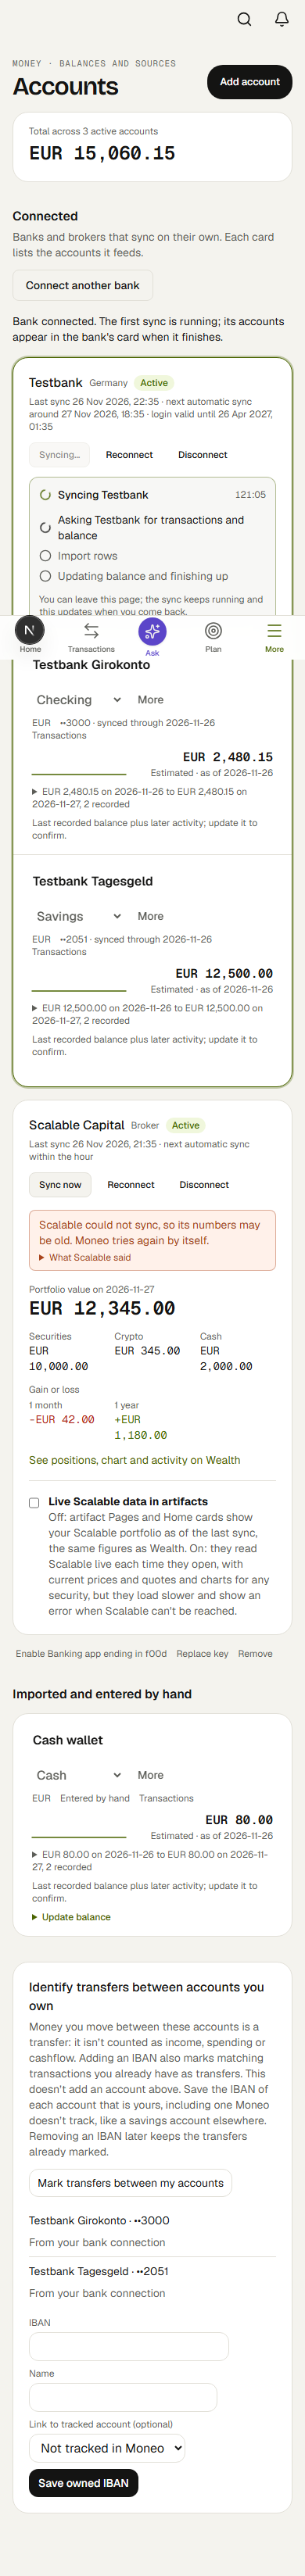 MONEY · BALANCES AND SOURCES
Accounts
Add account
Total across 3 active accounts
EUR 15,060.15
Connected
Banks and brokers that sync on their own. Each card
lists the accounts it feeds.
Connect another bank
Bank connected. The first sync is running; its accounts
appear in the bank's card when it finishes.
Testbank Germany Active
Last sync 26 Nov 2026, 22:35 · next automatic sync
around 27 Nov 2026, 18:35 · login valid until 26 Apr 2027,
01:35
Syncing… Reconnect Disconnect
Syncing Testbank 121:05
Asking Testbank for transactions and
balance
Import rows
Updating balance and finishing up
You can leave this page; the sync keeps running and
this updates when you come back.
N
Home Transactions Ask Plan More
Testbank Girokonto
Checking More
EUR ••3000 · synced through 2026-11-26
Transactions
EUR 2,480.15
Estimated · as of 2026-11-26
▶ EUR 2,480.15 on 2026-11-26 to EUR 2,480.15 on
2026-11-27, 2 recorded
Last recorded balance plus later activity; update it to
confirm.
Testbank Tagesgeld
Savings More
EUR ••2051 · synced through 2026-11-26
Transactions
EUR 12,500.00
Estimated · as of 2026-11-26
▶ EUR 12,500.00 on 2026-11-26 to EUR 12,500.00 on
2026-11-27, 2 recorded
Last recorded balance plus later activity; update it to
confirm.
Scalable Capital Broker Active
Last sync 26 Nov 2026, 21:35 · next automatic sync
within the hour
Sync now Reconnect Disconnect
Scalable could not sync, so its numbers may
be old. Moneo tries again by itself.
▶ What Scalable said
Portfolio value on 2026-11-27
EUR 12,345.00
Securities Crypto Cash
EUR EUR 345.00 EUR
10,000.00 2,000.00
Gain or loss
1 month 1 year
-EUR 42.00 +EUR
1,180.00
See positions, chart and activity on Wealth
Live Scalable data in artifacts
Off: artifact Pages and Home cards show
your Scalable portfolio as of the last sync,
the same figures as Wealth. On: they read
Scalable live each time they open, with
current prices and quotes and charts for any
security, but they load slower and show an
error when Scalable can't be reached.
Enable Banking app ending in f00d Replace key Remove
Imported and entered by hand
Cash wallet
Cash More
EUR Entered by hand Transactions
EUR 80.00
Estimated · as of 2026-11-26
▶ EUR 80.00 on 2026-11-26 to EUR 80.00 on 2026-11-
27, 2 recorded
Last recorded balance plus later activity; update it to
confirm.
▶ Update balance
Identify transfers between accounts you
own
Money you move between these accounts is a
transfer: it isn't counted as income, spending or
cashflow. Adding an IBAN also marks matching
transactions you already have as transfers. This
doesn't add an account above. Save the IBAN of
each account that is yours, including one Moneo
doesn't track, like a savings account elsewhere.
Removing an IBAN later keeps the transfers
already marked.
Mark transfers between my accounts
Testbank Girokonto · ••3000
From your bank connection
Testbank Tagesgeld · ••2051
From your bank connection
IBAN
Name
Link to tracked account (optional)
Not tracked in Moneo
Save owned IBAN